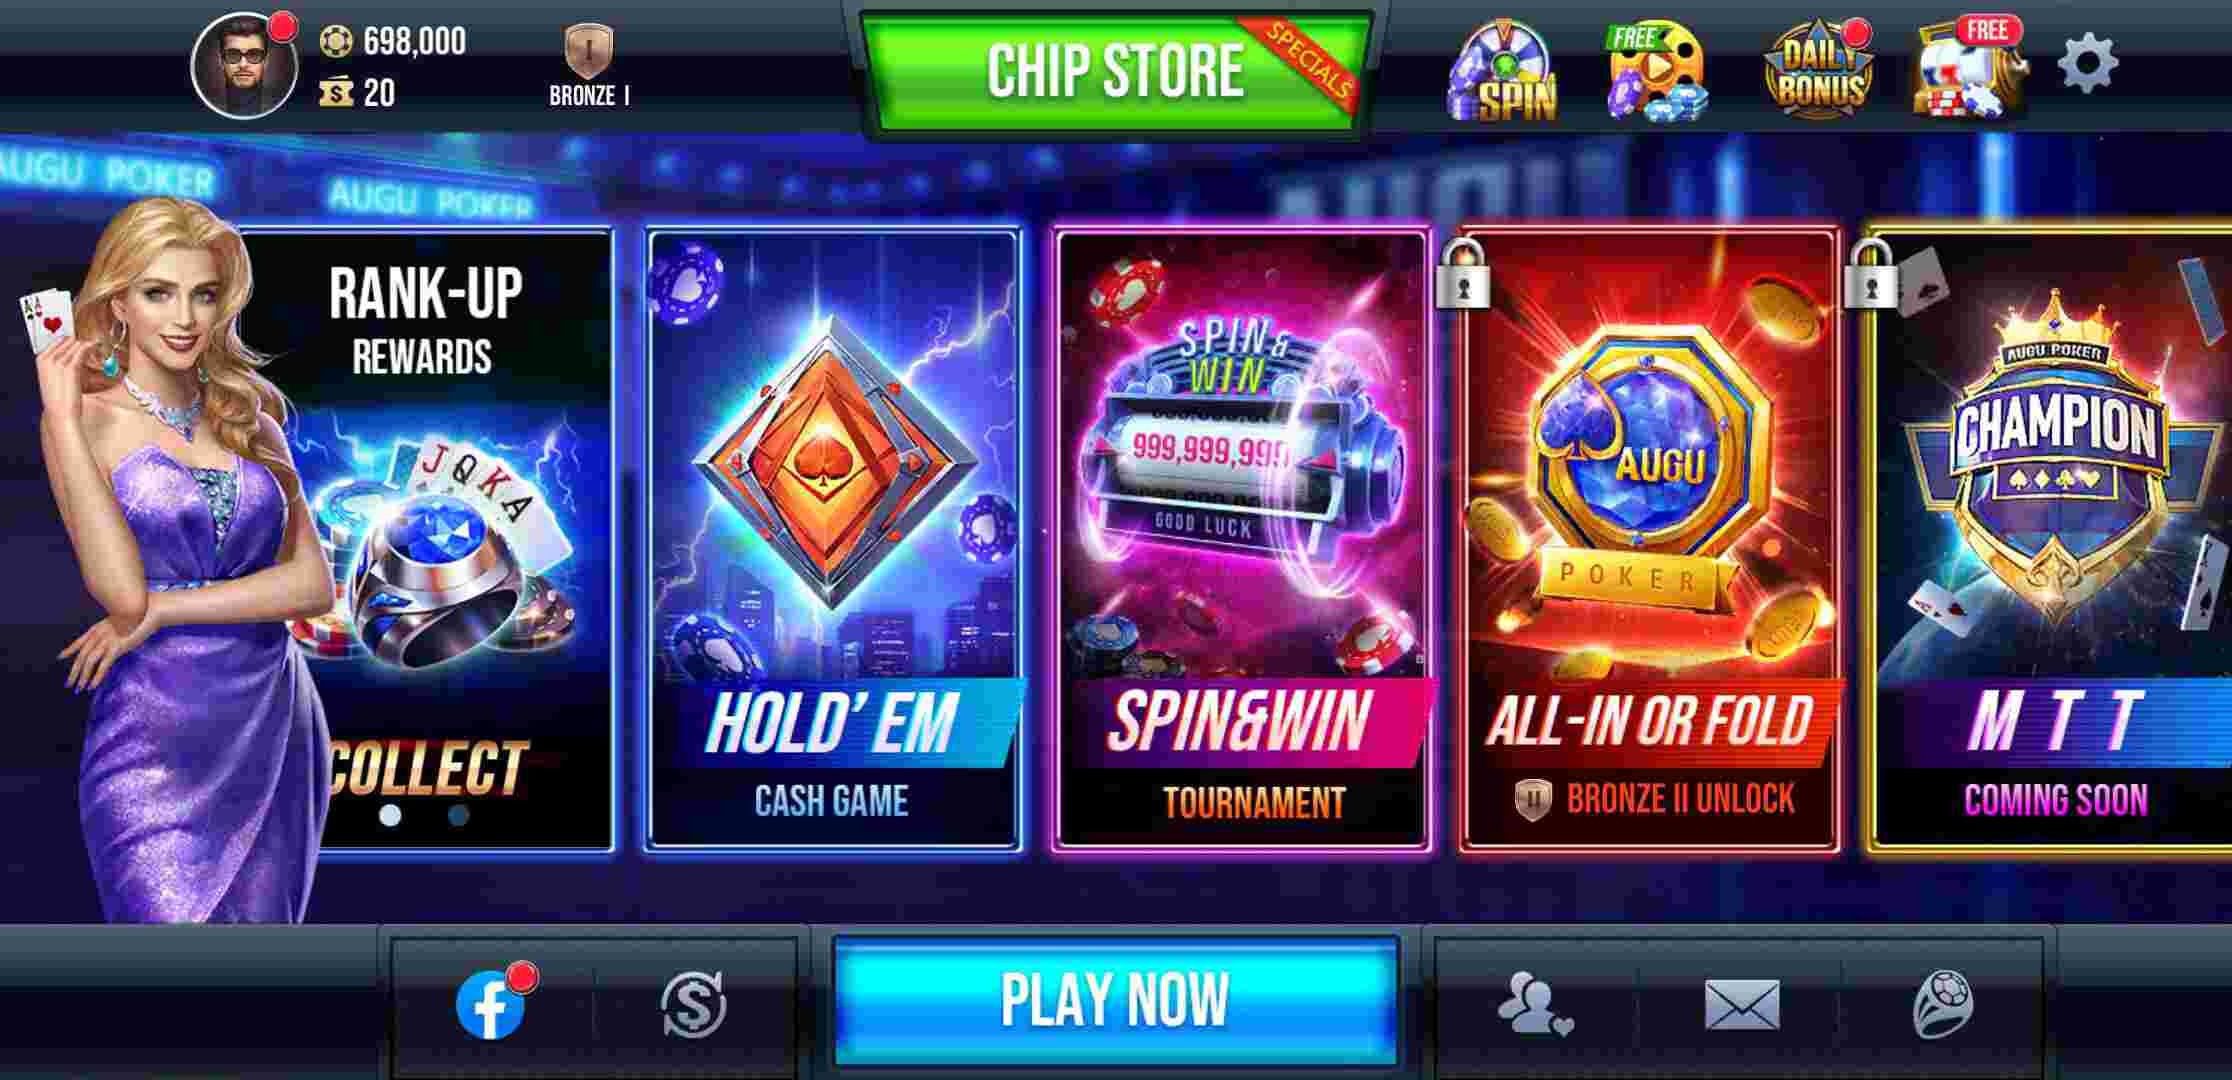 698,000
20
BRONZE I
CHIP STORE
SPECIALS
SPIN
FREE
DAILY
BONUS
FREE
AUGU POKER
AUGU POKER
AUGU
RANK-UP
REWARDS
J Q K A
COLLECT
HOLD' EM
CASH GAME
SPIN&
WIN
999,999,999
GOOD LUCK
SPIN&WIN
TOURNAMENT
AUGU
POKER
ALL-IN OR FOLD
II
BRONZE II UNLOCK
AUGU POKER
CHAMPION
MTT
COMING SOON
PLAY NOW